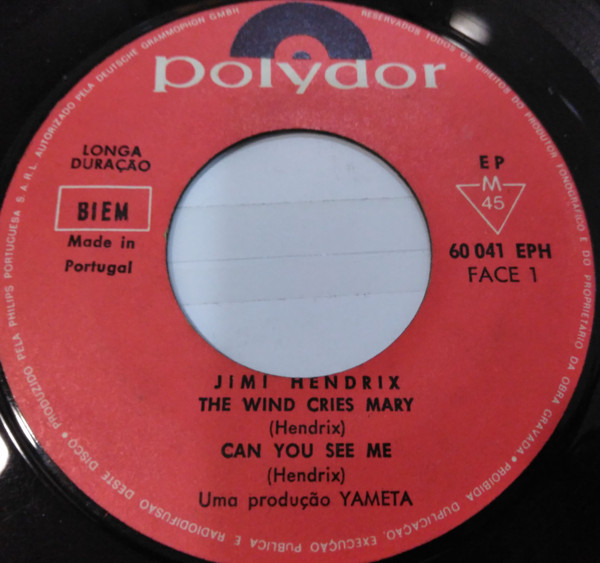 polydor
LONGA
DURAÇÃO
BIEM
Made in
Portugal
EP
M
45
60 041 EPH
FACE 1
JIMI HENDRIX
THE WIND CRIES MARY
(Hendrix)
CAN YOU SEE ME
(Hendrix)
Uma produção YAMETA
PRODUZIDO PELA PHILIPS PORTUGUESA S.A.R.L. AUTORIZADO PELA DEUTSCHE GRAMMOPHON GMBH
RESERVADOS TODOS OS DIREITOS DO PRODUTOR FONOGRÁFICO E DO PROPRIETÁRIO DA OBRA GRAVADA • PROIBIDA DUPLICAÇÃO, EXECUÇÃO PUBLICA E RADIODIFUSÃO DESTE DISCO •